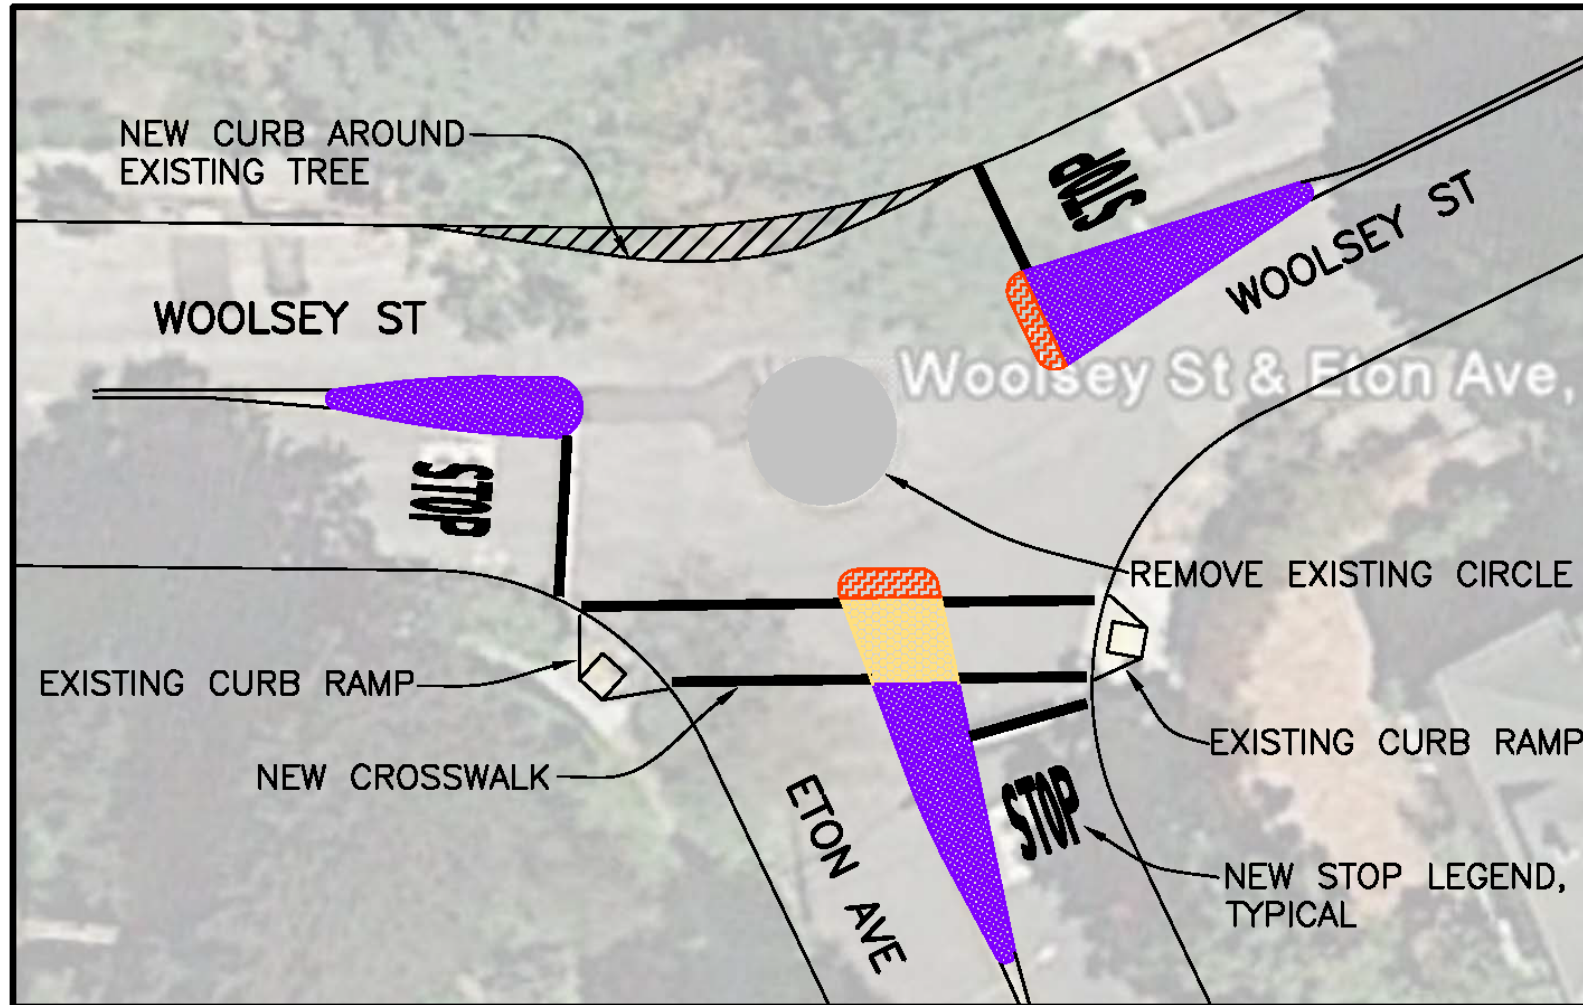 NEW CURB AROUND
EXISTING TREE
STOP
WOOLSEY ST
WOOLSEY ST
Woolsey St & Eton Ave,
STOP
REMOVE EXISTING CIRCLE
EXISTING CURB RAMP
EXISTING CURB RAMP
NEW CROSSWALK
ETON AVE
STOP
NEW STOP LEGEND,
TYPICAL